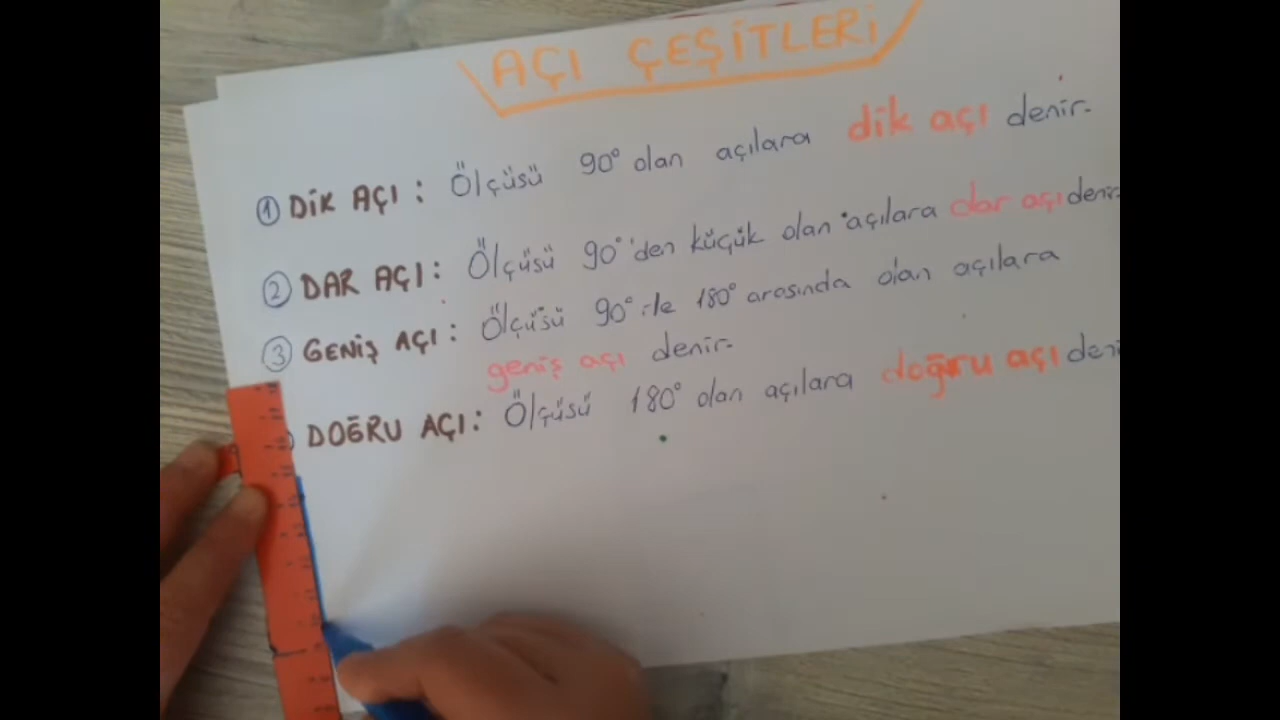 AÇI ÇEŞİTLERİ
① DİK AÇI : Ölçüsü 90° olan açılara dik açı denir.
② DAR AÇI : Ölçüsü 90°'den küçük olan açılara dar açı denir.
③ GENİŞ AÇI : Ölçüsü 90° ile 180° arasında olan açılara
geniş açı denir.
DOĞRU AÇI : Ölçüsü 180° olan açılara doğru açı deni